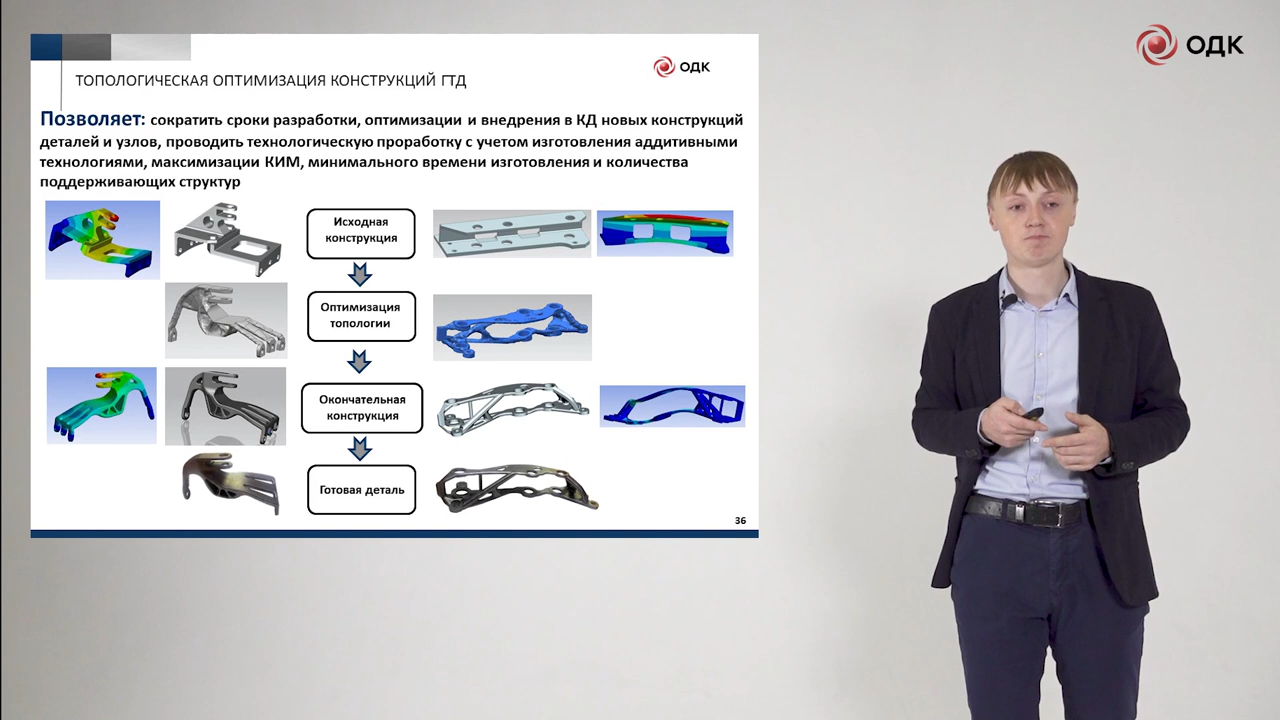 ОДК
ОДК
ТОПОЛОГИЧЕСКАЯ ОПТИМИЗАЦИЯ КОНСТРУКЦИЙ ГТД
Позволяет: сократить сроки разработки, оптимизации и внедрения в КД новых конструкций
деталей и узлов, проводить технологическую проработку с учетом изготовления аддитивными
технологиями, максимизации КИМ, минимального времени изготовления и количества
поддерживающих структур
Исходная
конструкция
Оптимизация
топологии
Окончательная
конструкция
Готовая деталь
36